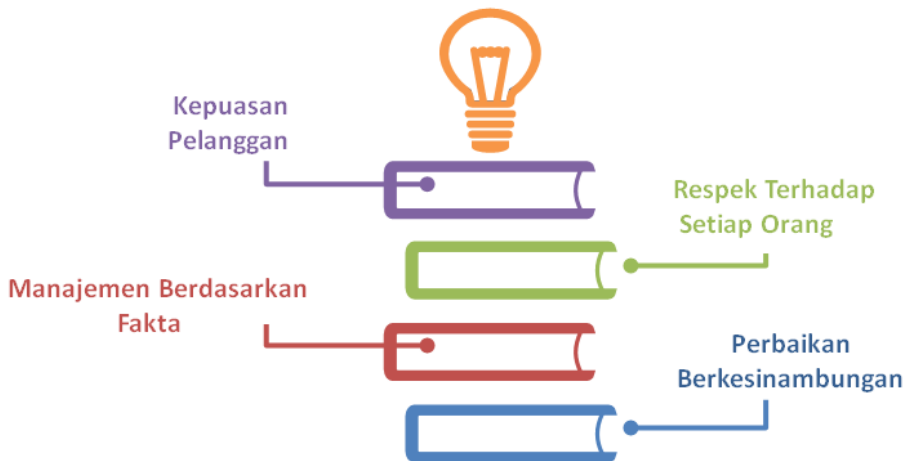 Kepuasan
Pelanggan
Respek Terhadap
Setiap Orang
Manajemen Berdasarkan
Fakta
Perbaikan
Berkesinambungan